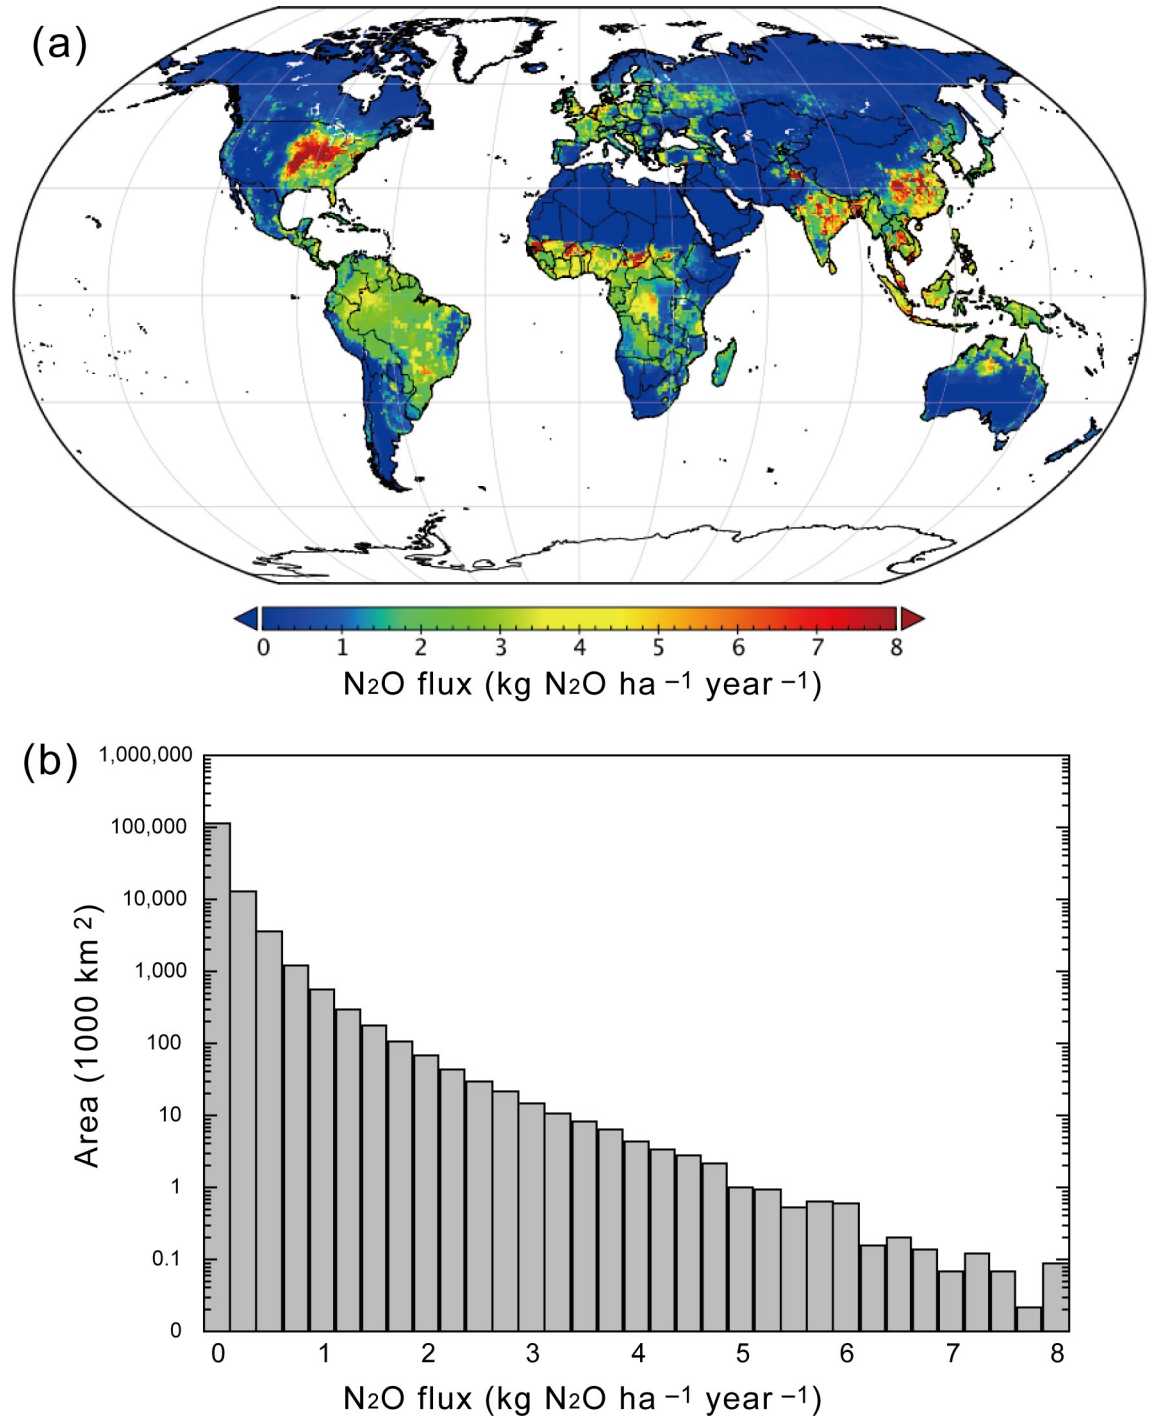 (a)
0 1 2 3 4 5 6 7 8
N2O flux (kg N2O ha −1 year −1)
(b)
1,000,000
100,000
10,000
1,000
100
10
1
0.1
0
Area (1000 km 2)
0 1 2 3 4 5 6 7 8
N2O flux (kg N2O ha −1 year −1)